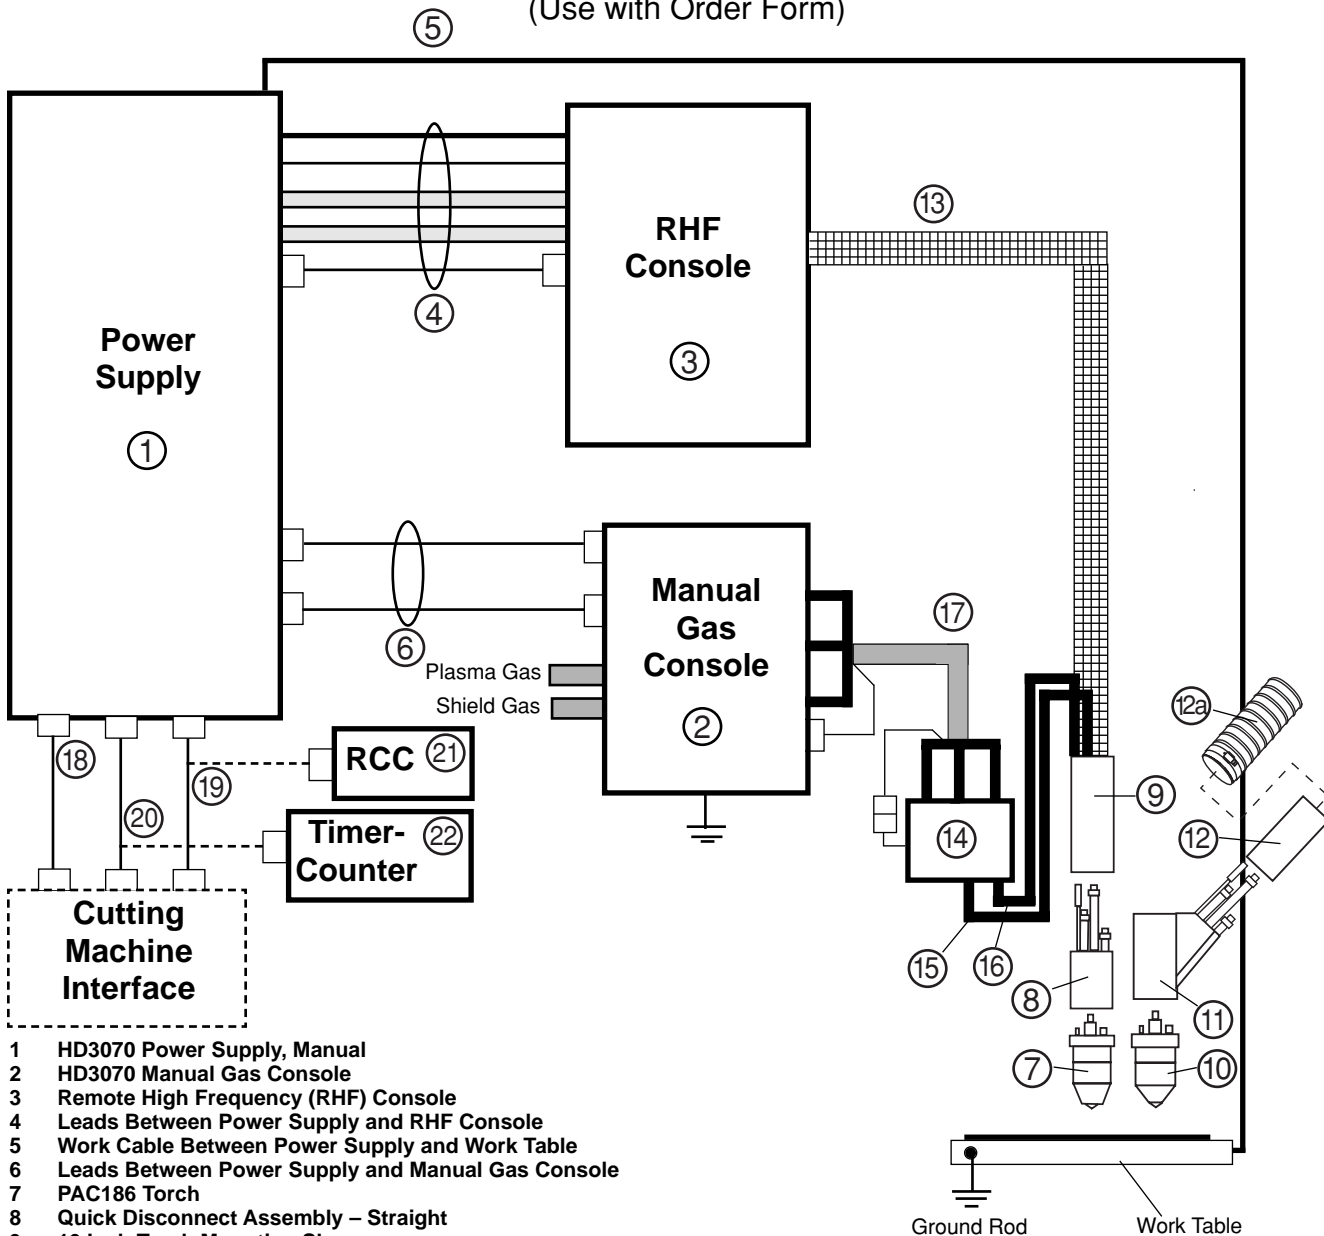 (Use with Order Form)
5
13
Power
Supply
1
RHF
Console
3
4
Manual
Gas
Console
2
6
Plasma Gas
Shield Gas
17
12a
18
20
19
RCC 21
Timer-
Counter 22
14
9
12
15
16
8
11
7
10
Cutting
Machine
Interface
Ground Rod
Work Table
1 HD3070 Power Supply, Manual
2 HD3070 Manual Gas Console
3 Remote High Frequency (RHF) Console
4 Leads Between Power Supply and RHF Console
5 Work Cable Between Power Supply and Work Table
6 Leads Between Power Supply and Manual Gas Console
7 PAC186 Torch
8 Quick Disconnect Assembly – Straight